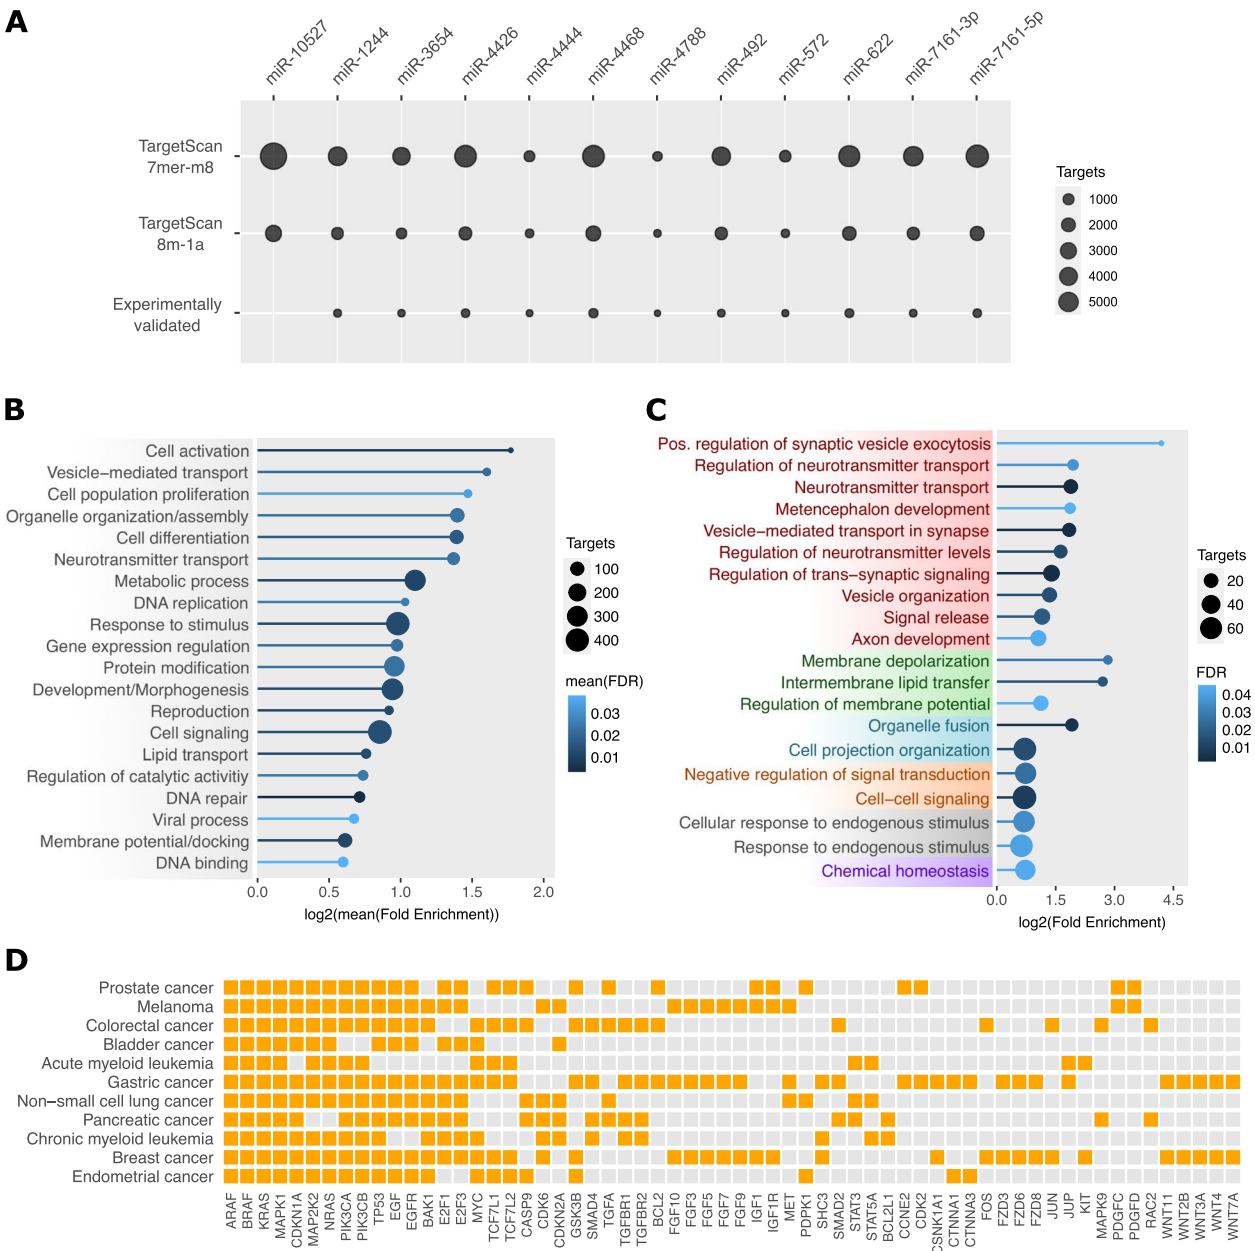 A
miR-10527
miR-1244
miR-3654
miR-4426
miR-4444
miR-4468
miR-4788
miR-492
miR-572
miR-622
miR-7161-3p
miR-7161-5p
TargetScan
7mer-m8
TargetScan
8m-1a
Experimentally
validated
Targets
1000
2000
3000
4000
5000
B
Cell activation
Vesicle−mediated transport
Cell population proliferation
Organelle organization/assembly
Cell differentiation
Neurotransmitter transport
Metabolic process
DNA replication
Response to stimulus
Gene expression regulation
Protein modification
Development/Morphogenesis
Reproduction
Cell signaling
Lipid transport
Regulation of catalytic activitiy
DNA repair
Viral process
Membrane potential/docking
DNA binding
0.0 0.5 1.0 1.5 2.0
log2(mean(Fold Enrichment))
Targets
100
200
300
400
mean(FDR)
0.03
0.02
0.01
C
Pos. regulation of synaptic vesicle exocytosis
Regulation of neurotransmitter transport
Neurotransmitter transport
Metencephalon development
Vesicle−mediated transport in synapse
Regulation of neurotransmitter levels
Regulation of trans−synaptic signaling
Vesicle organization
Signal release
Axon development
Membrane depolarization
Intermembrane lipid transfer
Regulation of membrane potential
Organelle fusion
Cell projection organization
Negative regulation of signal transduction
Cell−cell signaling
Cellular response to endogenous stimulus
Response to endogenous stimulus
Chemical homeostasis
0.0 1.5 3.0 4.5
log2(Fold Enrichment)
Targets
20
40
60
FDR
0.04
0.03
0.02
0.01
D
Prostate cancer
Melanoma
Colorectal cancer
Bladder cancer
Acute myeloid leukemia
Gastric cancer
Non−small cell lung cancer
Pancreatic cancer
Chronic myeloid leukemia
Breast cancer
Endometrial cancer
ARAF
BRAF
KRAS
MAPK1
CDKN1A
MAP2K2
NRAS
PIK3CA
PIK3CB
TP53
EGF
EGFR
BAK1
E2F1
E2F3
MYC
TCF7L1
TCF7L2
CASP9
CDK6
CDKN2A
GSK3B
SMAD4
TGFA
TGFBR1
TGFBR2
BCL2
FGF10
FGF3
FGF5
FGF7
FGF9
IGF1
IGF1R
MET
PDPK1
SHC3
SMAD2
STAT3
STAT5A
BCL2L1
CCNE2
CDK2
CSNK1A1
CTNNA1
CTNNA3
FOS
FZD3
FZD6
FZD8
JUN
JUP
KIT
MAPK9
PDGFC
PDGFD
RAC2
WNT11
WNT2B
WNT3A
WNT4
WNT7A